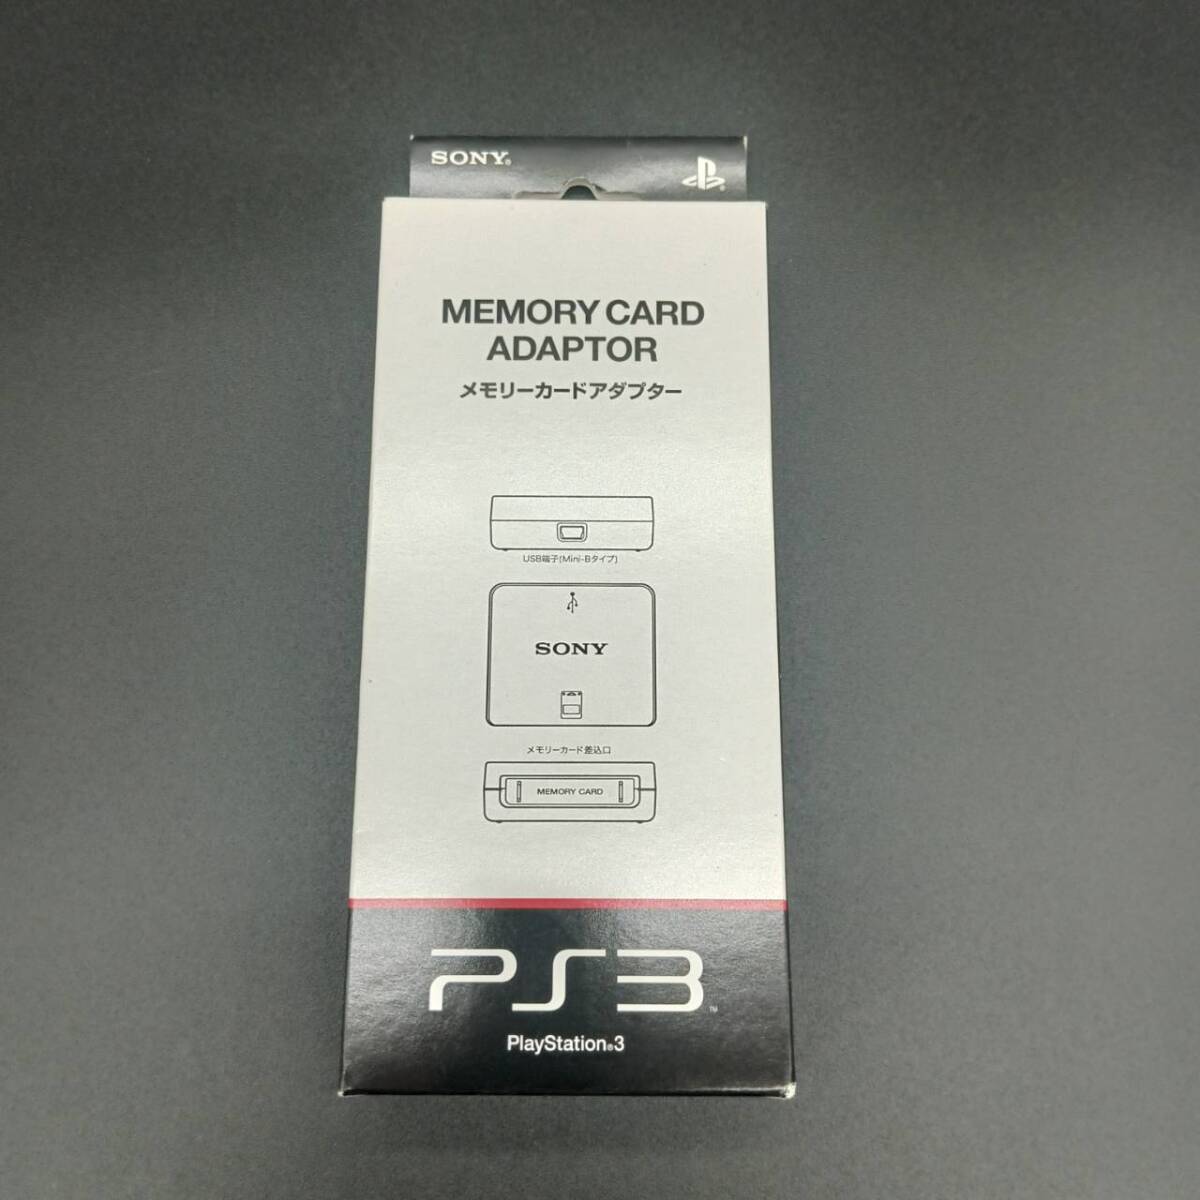 SONY®
MEMORY CARD
ADAPTOR
メモリーカードアダプター
USB端子(Mini-Bタイプ)
SONY
メモリーカード差込口
MEMORY CARD
PS3™
PlayStation®3